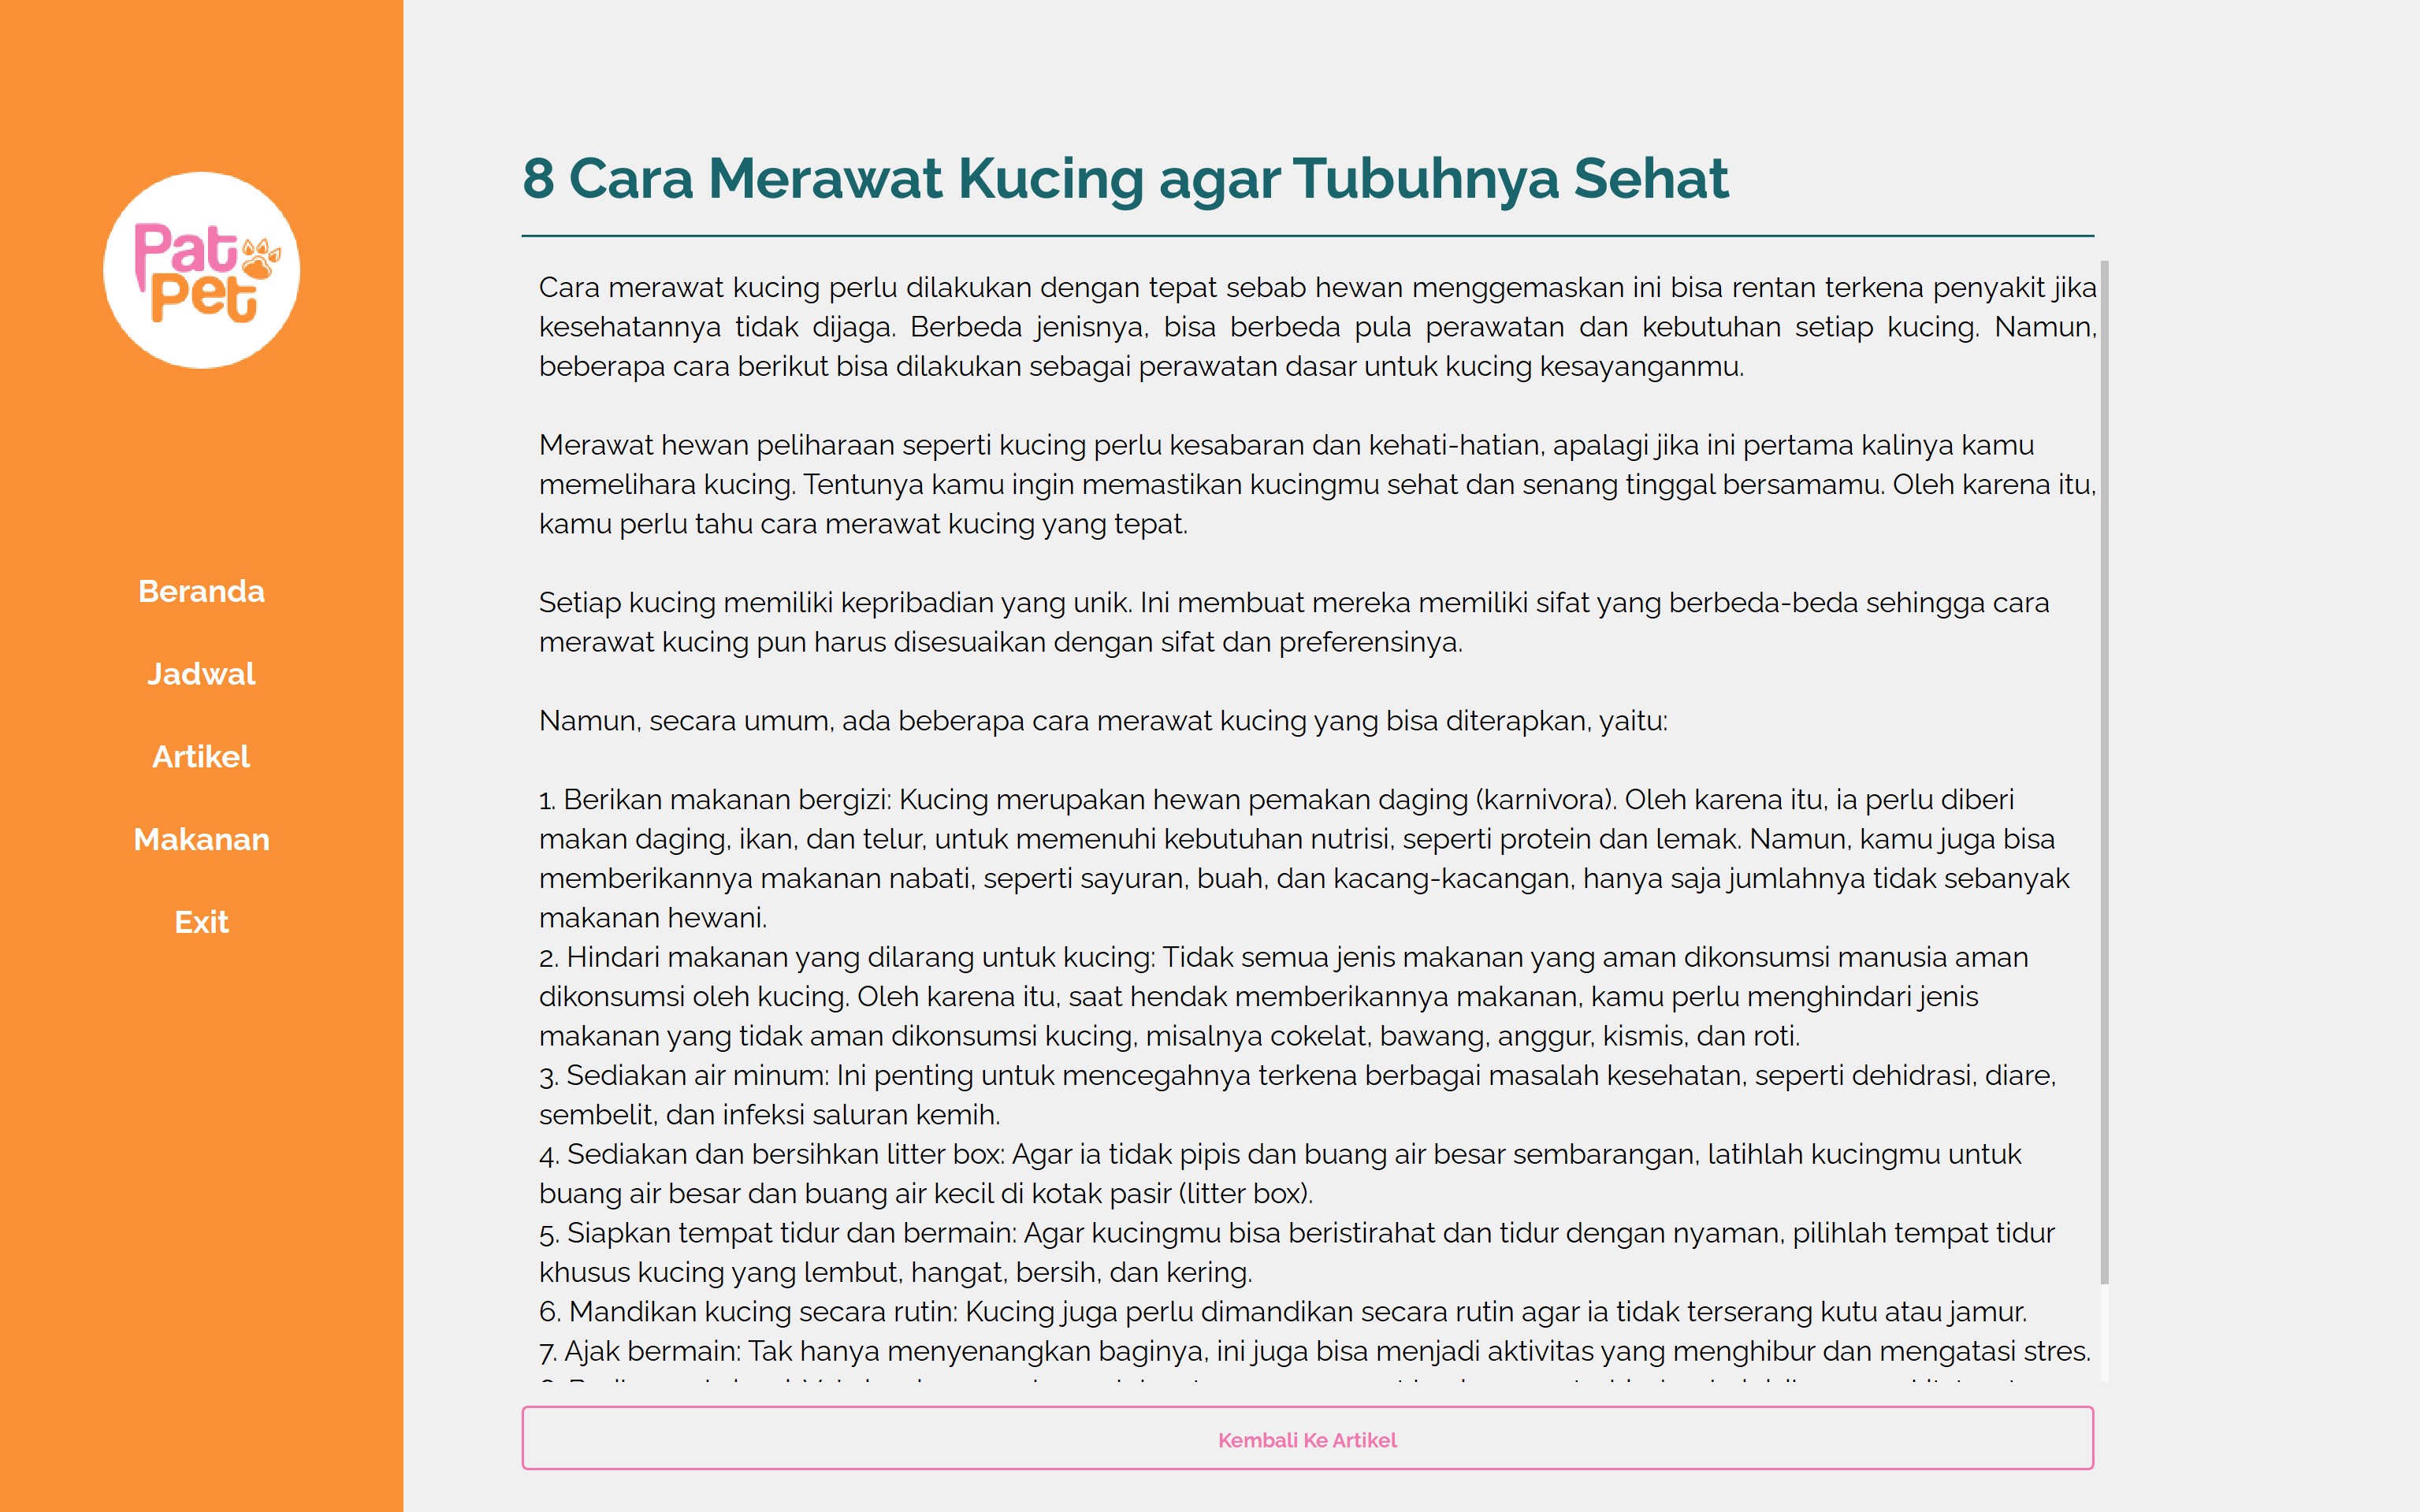 Pat
Pet
Beranda
Jadwal
Artikel
Makanan
Exit
8 Cara Merawat Kucing agar Tubuhnya Sehat
Cara merawat kucing perlu dilakukan dengan tepat sebab hewan menggemaskan ini bisa rentan terkena penyakit jika
kesehatannya tidak dijaga. Berbeda jenisnya, bisa berbeda pula perawatan dan kebutuhan setiap kucing. Namun,
beberapa cara berikut bisa dilakukan sebagai perawatan dasar untuk kucing kesayanganmu.
Merawat hewan peliharaan seperti kucing perlu kesabaran dan kehati-hatian, apalagi jika ini pertama kalinya kamu
memelihara kucing. Tentunya kamu ingin memastikan kucingmu sehat dan senang tinggal bersamamu. Oleh karena itu,
kamu perlu tahu cara merawat kucing yang tepat.
Setiap kucing memiliki kepribadian yang unik. Ini membuat mereka memiliki sifat yang berbeda-beda sehingga cara
merawat kucing pun harus disesuaikan dengan sifat dan preferensinya.
Namun, secara umum, ada beberapa cara merawat kucing yang bisa diterapkan, yaitu:
1. Berikan makanan bergizi: Kucing merupakan hewan pemakan daging (karnivora). Oleh karena itu, ia perlu diberi
makan daging, ikan, dan telur, untuk memenuhi kebutuhan nutrisi, seperti protein dan lemak. Namun, kamu juga bisa
memberikannya makanan nabati, seperti sayuran, buah, dan kacang-kacangan, hanya saja jumlahnya tidak sebanyak
makanan hewani.
2. Hindari makanan yang dilarang untuk kucing: Tidak semua jenis makanan yang aman dikonsumsi manusia aman
dikonsumsi oleh kucing. Oleh karena itu, saat hendak memberikannya makanan, kamu perlu menghindari jenis
makanan yang tidak aman dikonsumsi kucing, misalnya cokelat, bawang, anggur, kismis, dan roti.
3. Sediakan air minum: Ini penting untuk mencegahnya terkena berbagai masalah kesehatan, seperti dehidrasi, diare,
sembelit, dan infeksi saluran kemih.
4. Sediakan dan bersihkan litter box: Agar ia tidak pipis dan buang air besar sembarangan, latihlah kucingmu untuk
buang air besar dan buang air kecil di kotak pasir (litter box).
5. Siapkan tempat tidur dan bermain: Agar kucingmu bisa beristirahat dan tidur dengan nyaman, pilihlah tempat tidur
khusus kucing yang lembut, hangat, bersih, dan kering.
6. Mandikan kucing secara rutin: Kucing juga perlu dimandikan secara rutin agar ia tidak terserang kutu atau jamur.
7. Ajak bermain: Tak hanya menyenangkan baginya, ini juga bisa menjadi aktivitas yang menghibur dan mengatasi stres.
Kembali Ke Artikel